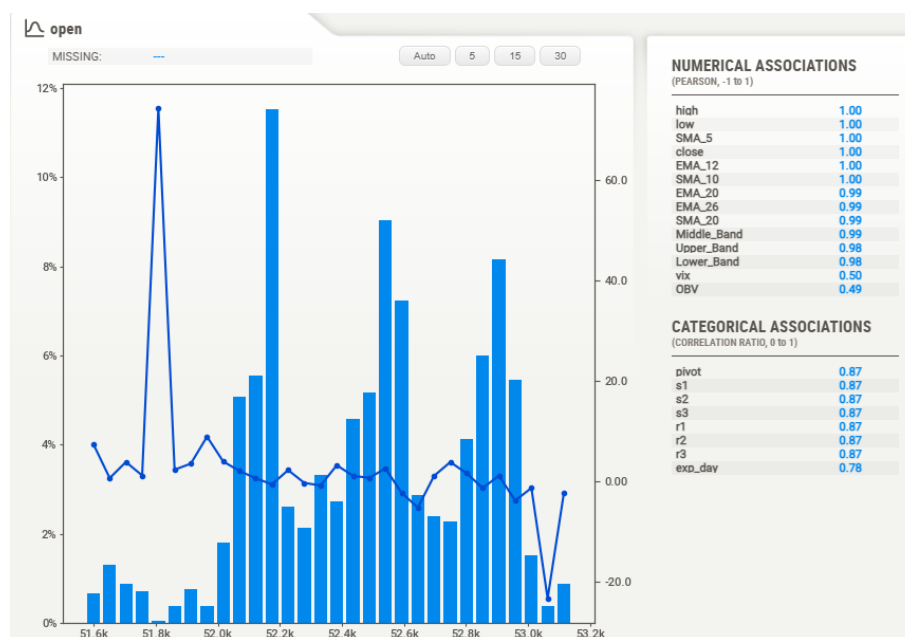 open
MISSING: ---
Auto 5 15 30
12%
10%
8%
6%
4%
2%
0%
60.0
40.0
20.0
0.00
-20.0
51.6k 51.8k 52.0k 52.2k 52.4k 52.6k 52.8k 53.0k 53.2k
NUMERICAL ASSOCIATIONS
(PEARSON, -1 to 1)
high 1.00
low 1.00
SMA_5 1.00
close 1.00
EMA_12 1.00
SMA_10 1.00
EMA_20 0.99
EMA_26 0.99
SMA_20 0.99
Middle_Band 0.99
Upper_Band 0.98
Lower_Band 0.98
vix 0.50
OBV 0.49
CATEGORICAL ASSOCIATIONS
(CORRELATION RATIO, 0 to 1)
pivot 0.87
s1 0.87
s2 0.87
s3 0.87
r1 0.87
r2 0.87
r3 0.87
exp_day 0.78